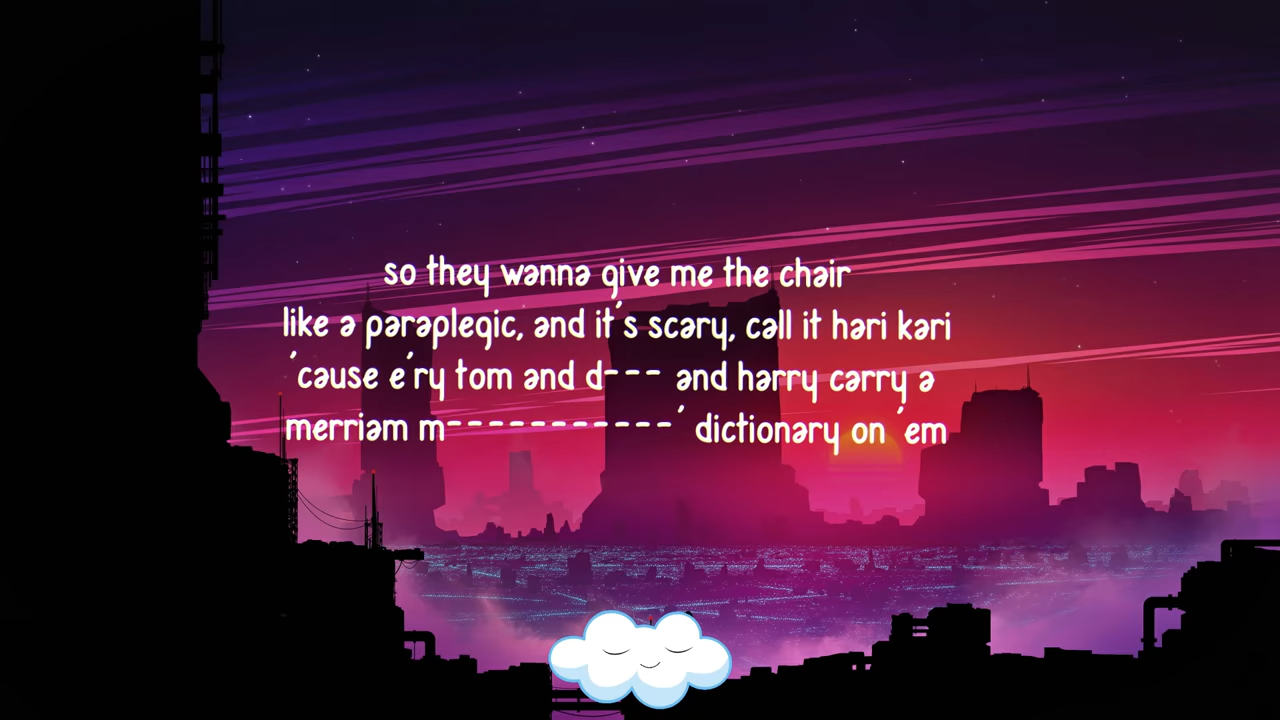 so they wanna give me the chair
like a paraplegic, and it's scary, call it hari kari
'cause e'ry tom and d--- and harry carry a
merriam m-----------' dictionary on 'em